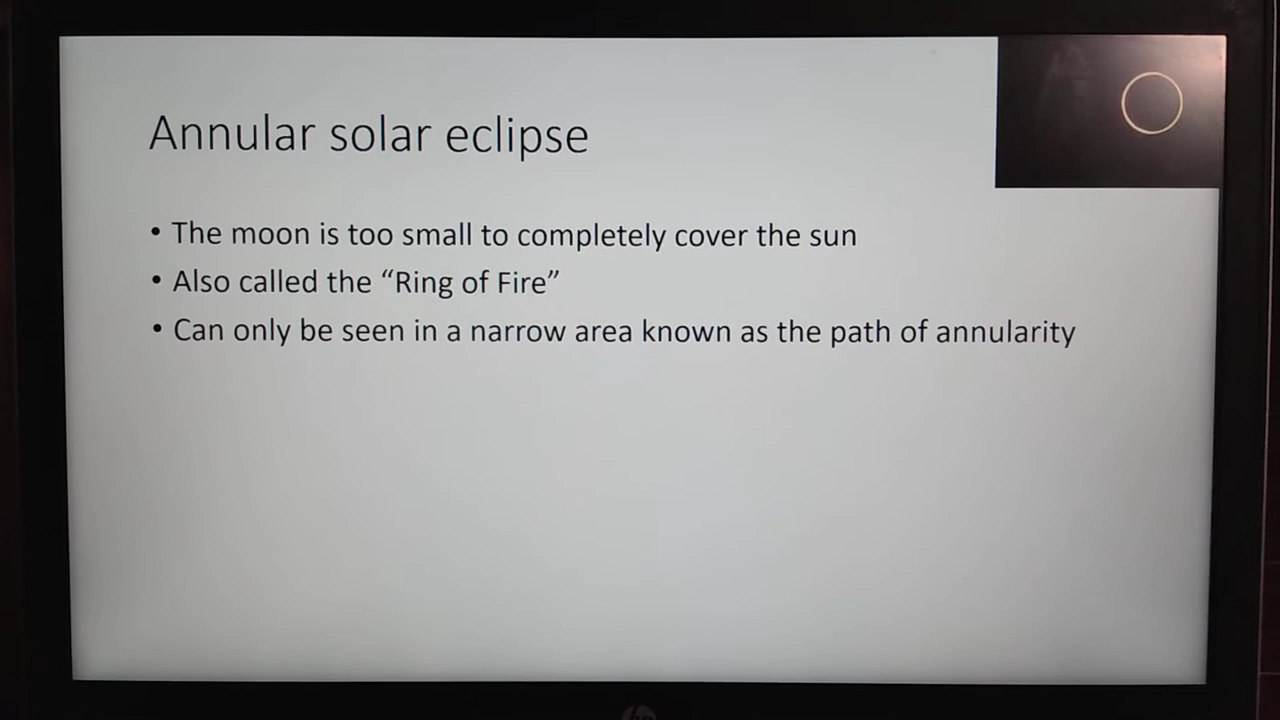 Annular solar eclipse
• The moon is too small to completely cover the sun
• Also called the “Ring of Fire”
• Can only be seen in a narrow area known as the path of annularity
hp